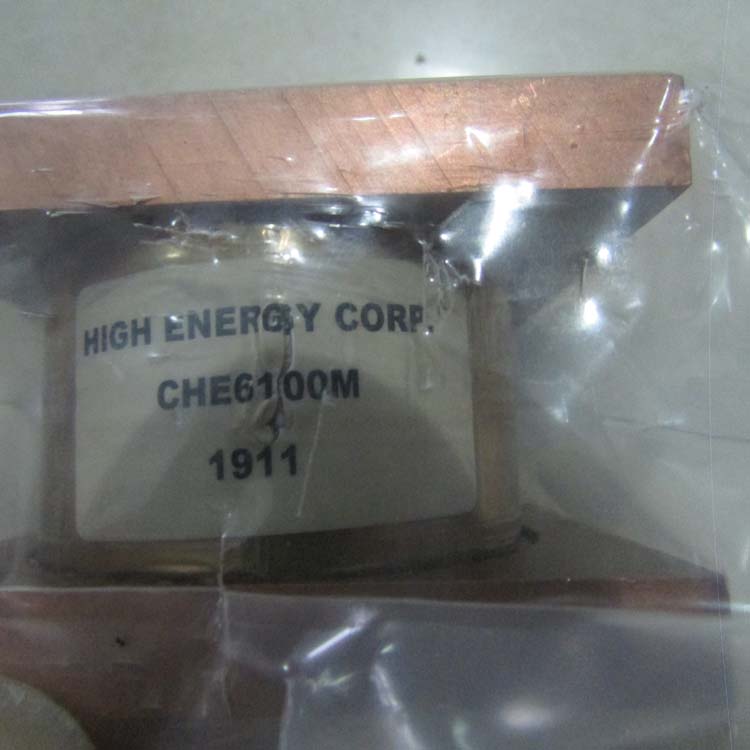 HIGH ENERGY CORP.
CHE6100M
1911